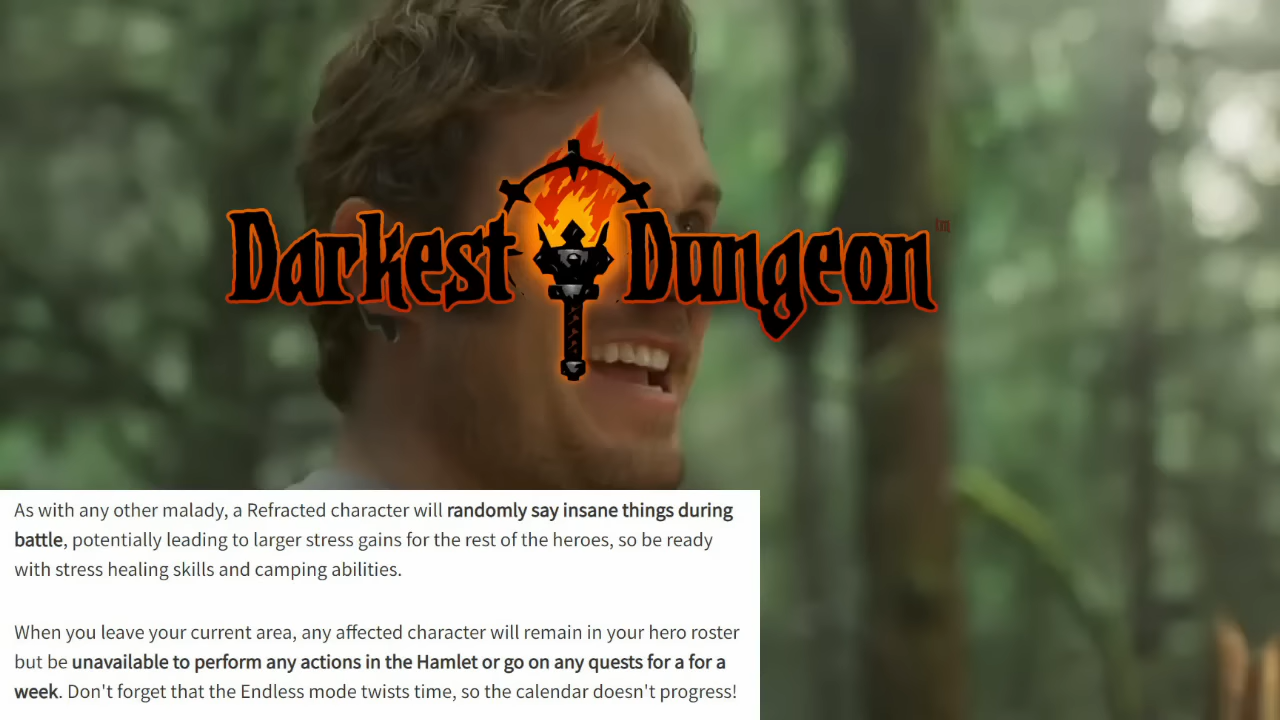 Darkest Dungeon™
As with any other malady, a Refracted character will randomly say insane things during
battle, potentially leading to larger stress gains for the rest of the heroes, so be ready
with stress healing skills and camping abilities.
When you leave your current area, any affected character will remain in your hero roster
but be unavailable to perform any actions in the Hamlet or go on any quests for a for a
week. Don't forget that the Endless mode twists time, so the calendar doesn't progress!